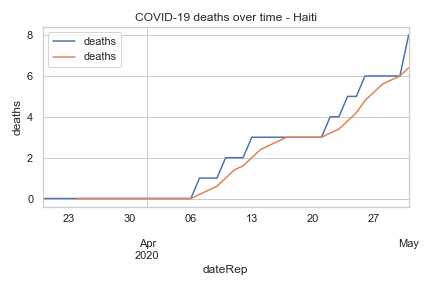 COVID-19 deaths over time - Haiti
deaths
deaths
deaths
8
6
4
2
0
23 30 06 13 20 27
Apr May
2020
dateRep